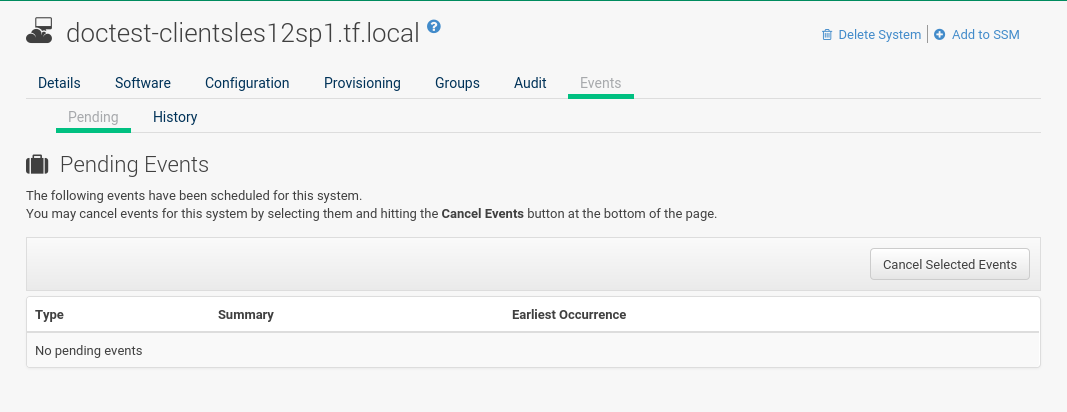 doctest-clientsles12sp1.tf.local ?
Delete System | Add to SSM
Details Software Configuration Provisioning Groups Audit Events
Pending History
Pending Events
The following events have been scheduled for this system.
You may cancel events for this system by selecting them and hitting the Cancel Events button at the bottom of the page.
Cancel Selected Events
Type Summary Earliest Occurrence
No pending events